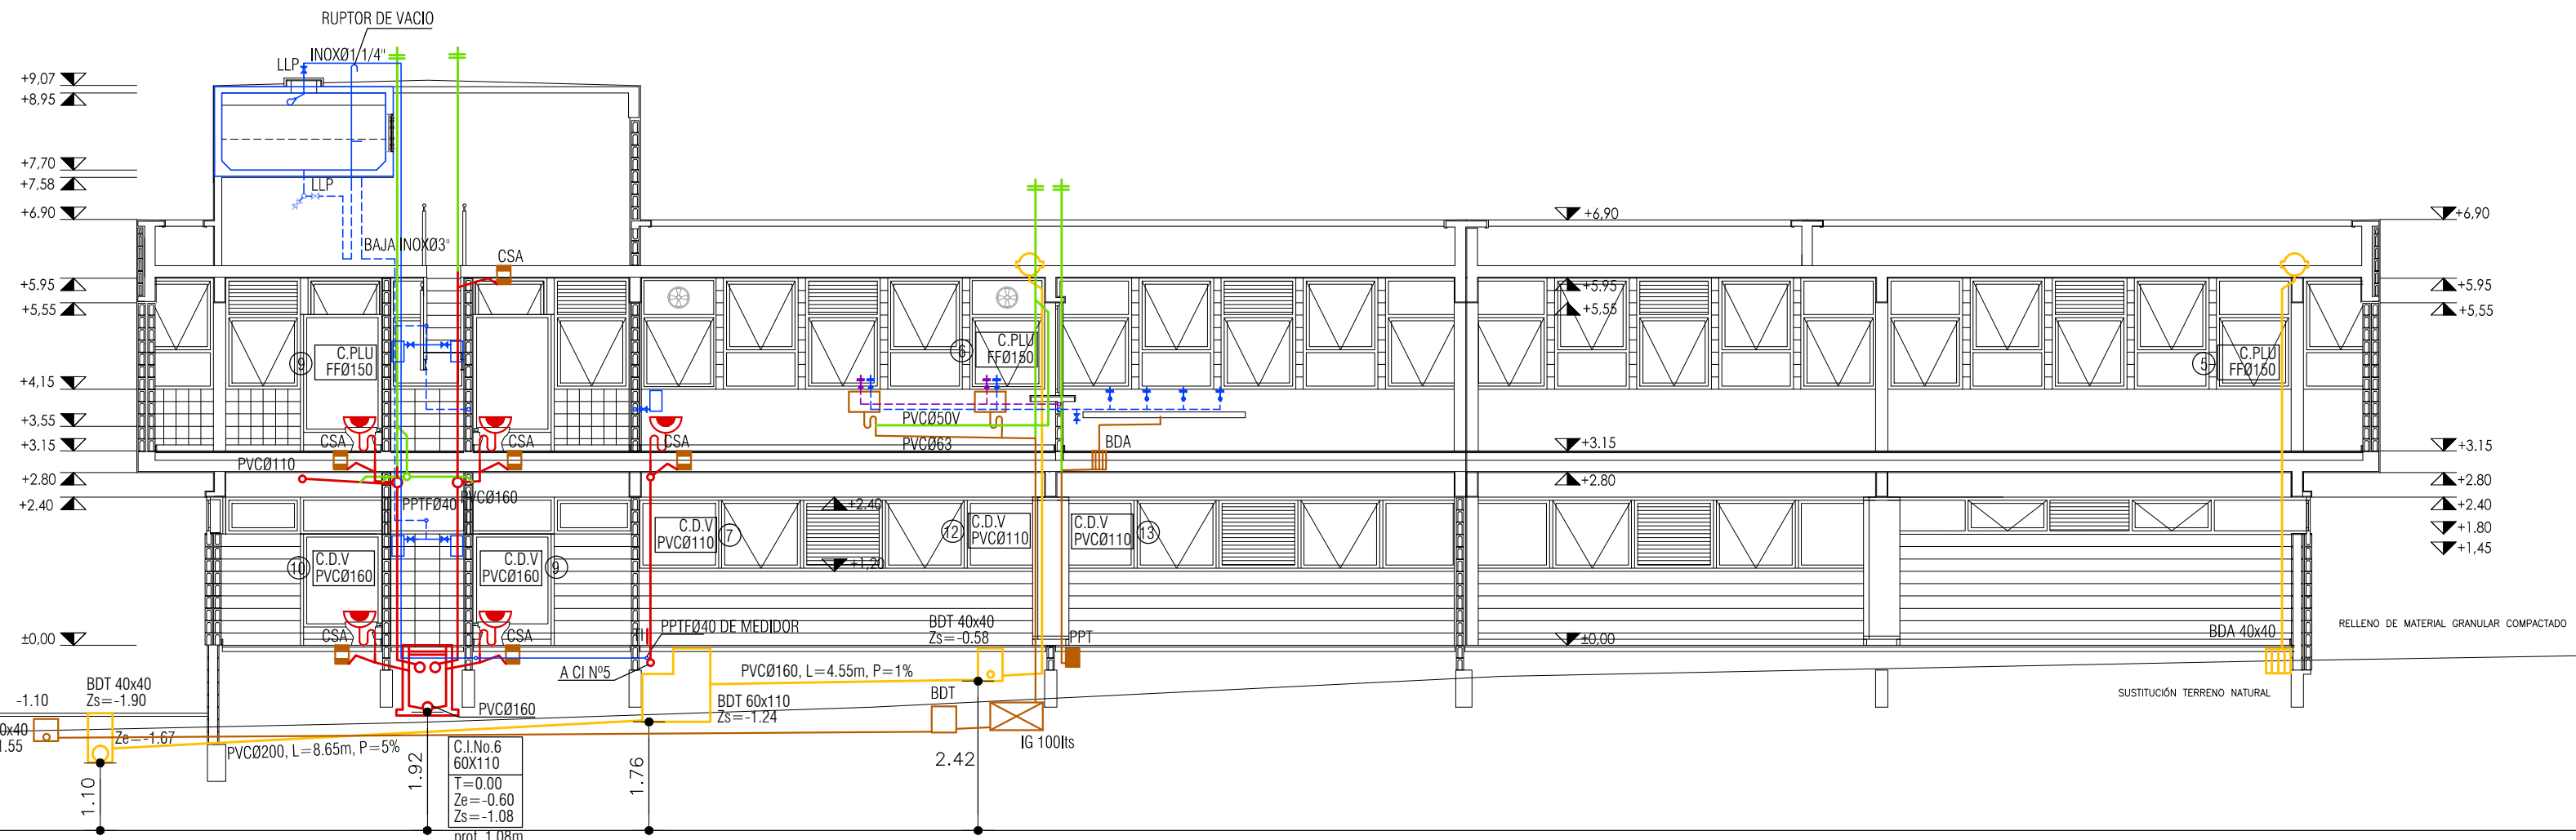 RUPTOR DE VACIO
INOXØ1 1/4"
LLP
+9,07
+8,95
+7,70
+7,58
LLP
+6.90
+6,90
+6,90
BAJA INOXØ3"
CSA
+5.95
+5.95
+5.95
+5,55
+5,55
+5,55
9
C.PLU
FFØ150
6
C.PLU
FFØ150
5
C.PLU
FFØ150
+4,15
+3,55
PVCØ50V
CSA
CSA
CSA
PVCØ63
BDA
+3.15
+3.15
+3.15
PVCØ110
+2.80
+2.80
+2.80
PPTFØ40
PVCØ160
+2.40
+2.40
+2.40
C.D.V
PVCØ110
7
12
C.D.V
PVCØ110
C.D.V
PVCØ110
13
+1.80
+1,45
10
C.D.V
PVCØ160
C.D.V
PVCØ160
9
+1,20
BDT 40x40
Zs=-0.58
PPTFØ40 DE MEDIDOR
±0,00
CSA
CSA
TI
PPT
±0.00
BDA 40x40
RELLENO DE MATERIAL GRANULAR COMPACTADO
A CI Nº5
PVCØ160, L=4.55m, P=1%
BDT 40x40
Zs=-1.90
-1.10
BDT
BDT 60x110
Zs=-1.24
SUSTITUCIÓN TERRENO NATURAL
PVCØ160
0x40
1.55
Ze=-1.67
PVCØ200, L=8.65m, P=5%
IG 100lts
C.I.No.6
60X110
T=0.00
Ze=-0.60
Zs=-1.08
prot. 1.08m
1.10
1.92
1.76
2.42